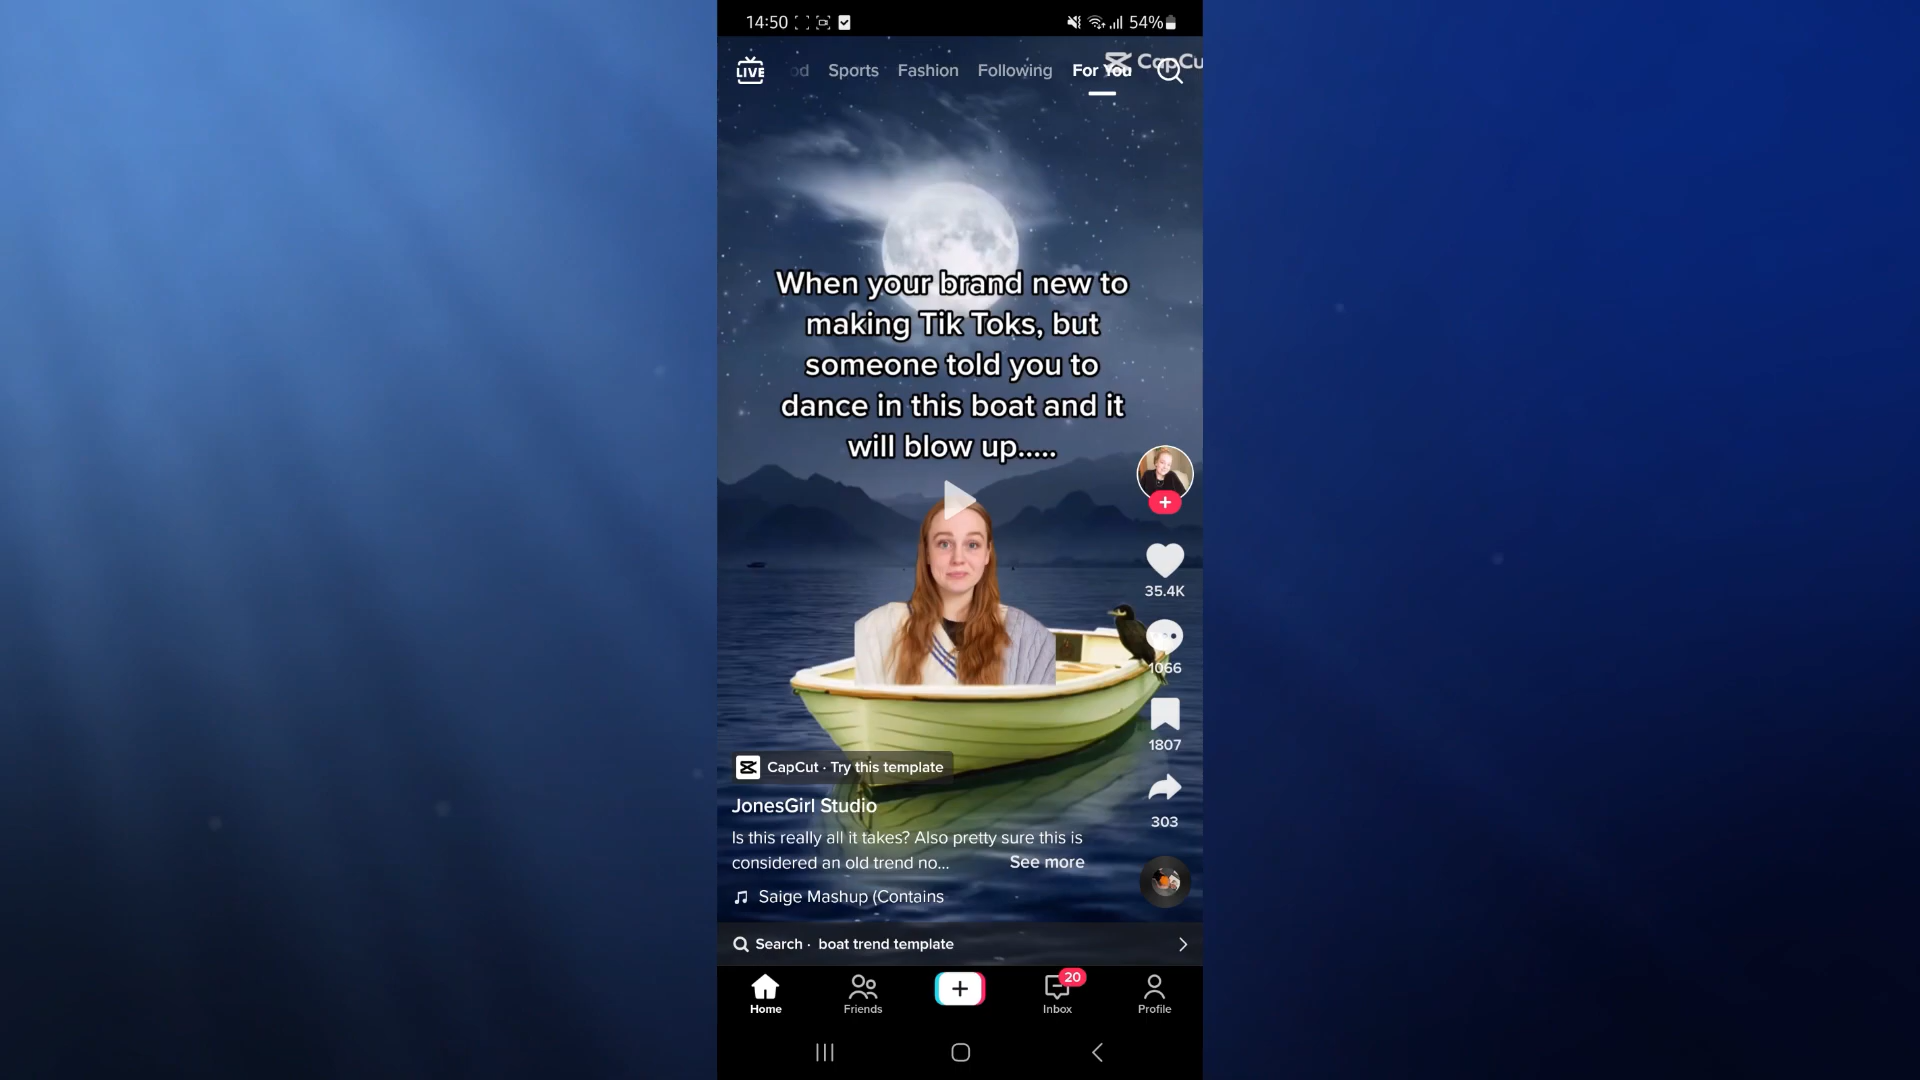 14:50
54%
LIVE
od Sports Fashion Following For You
CapCu
When your brand new to
making Tik Toks, but
someone told you to
dance in this boat and it
will blow up.....
35.4K
1066
1807
303
CapCut · Try this template
JonesGirl Studio
Is this really all it takes? Also pretty sure this is
considered an old trend no... See more
Saige Mashup (Contains
Search · boat trend template
20
Home Friends Inbox Profile